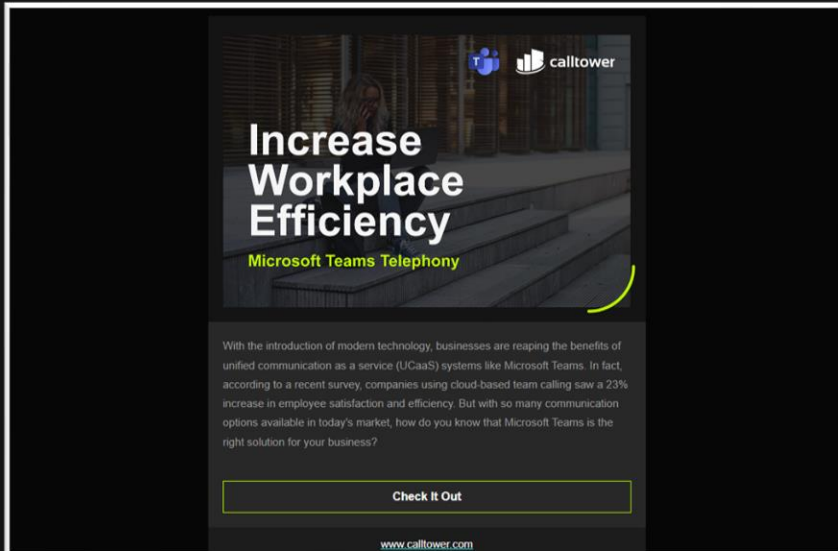 T
calltower
Increase
Workplace
Efficiency
Microsoft Teams Telephony
With the introduction of modern technology, businesses are reaping the benefits of
unified communication as a service (UCaaS) systems like Microsoft Teams. In fact,
according to a recent survey, companies using cloud-based team calling saw a 23%
increase in employee satisfaction and efficiency. But with so many communication
options available in today's market, how do you know that Microsoft Teams is the
right solution for your business?
Check It Out
www.calltower.com